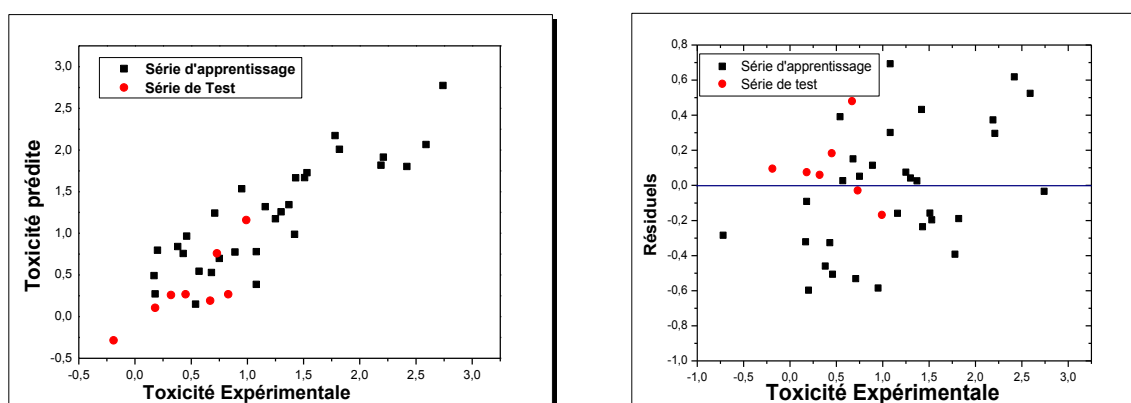 Toxicité prédite
3,0
2,5
2,0
1,5
1,0
0,5
0,0
-0,5
Série d'apprentissage
Série de Test
-0,5 0,0 0,5 1,0 1,5 2,0 2,5 3,0
Toxicité Expérimentale
Résiduels
0,8
0,6
0,4
0,2
0,0
-0,2
-0,4
-0,6
-0,8
-1,0
Série d'apprentissage
Série de test
-1,0 -0,5 0,0 0,5 1,0 1,5 2,0 2,5 3,0
Toxicité Expérimentale